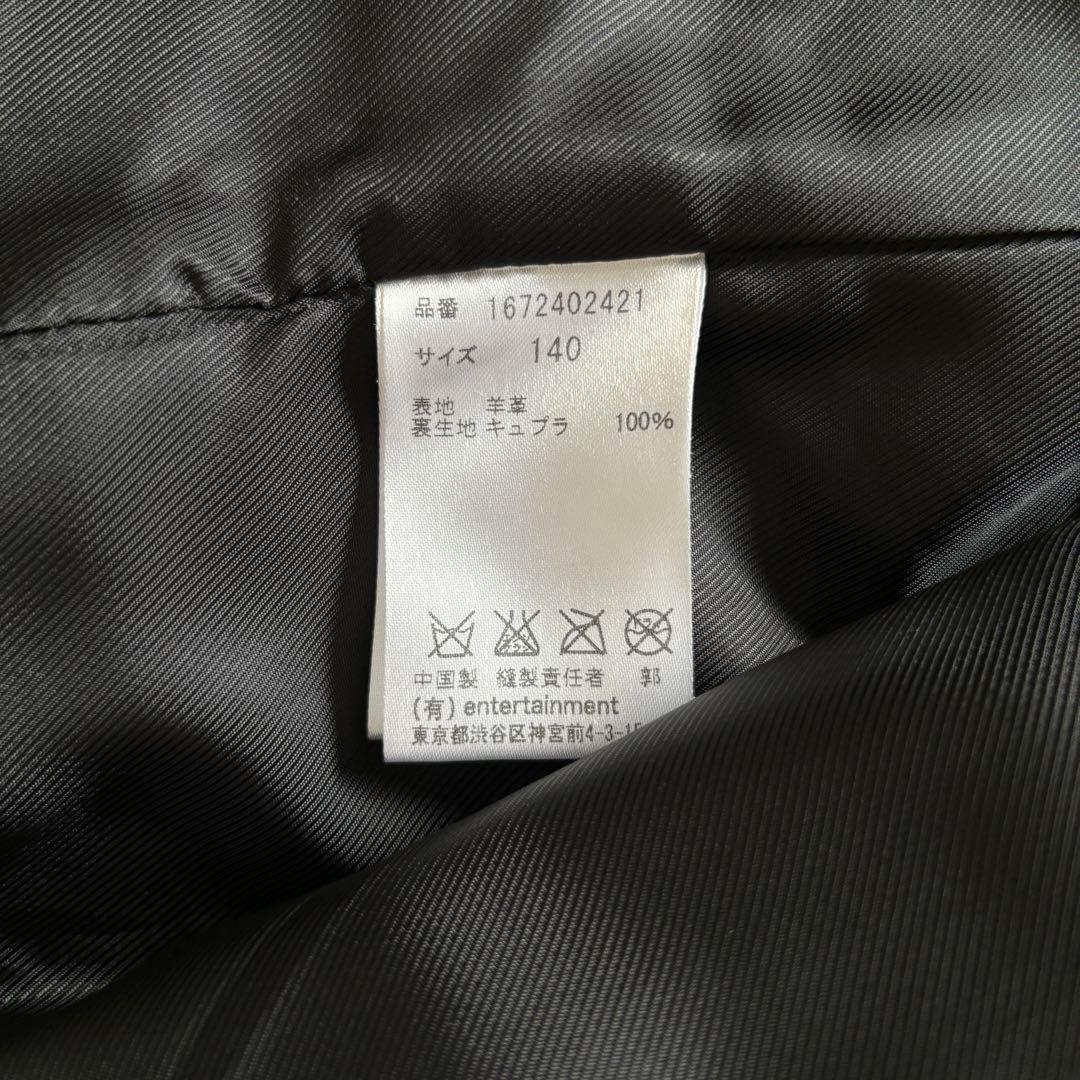 品番 1672402421
サイズ 140
表地 羊革
裏生地 キュプラ 100%
中国製 縫製責任者 郭
(有) entertainment
東京都渋谷区神宮前4-3-15